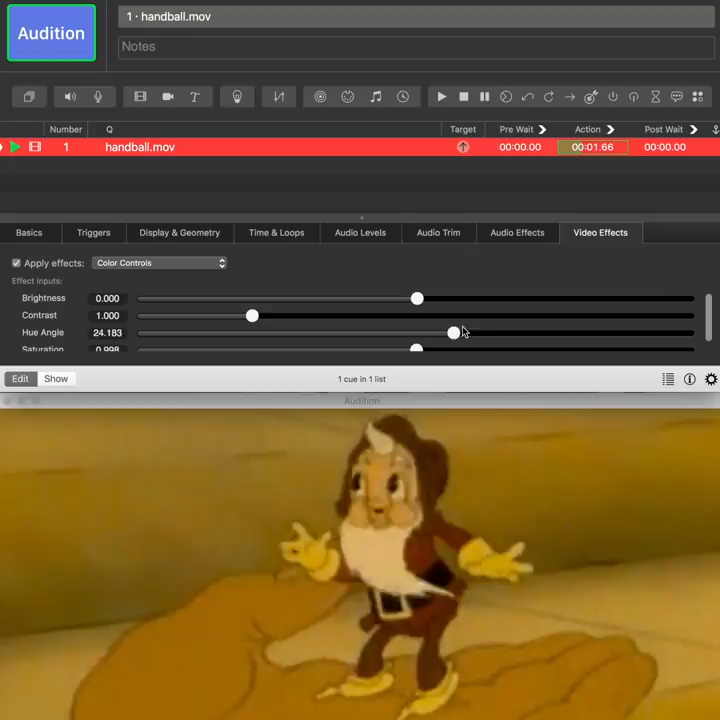 Audition
1 · handball.mov
Notes
T
Number Q Target Pre Wait Action Post Wait
1 handball.mov 00:00.00 00:01.66 00:00.00
Basics Triggers Display & Geometry Time & Loops Audio Levels Audio Trim Audio Effects Video Effects
Apply effects: Color Controls
Effect Inputs:
Brightness 0.000
Contrast 1.000
Hue Angle 24.183
Saturation 0.998
Edit Show 1 cue in 1 list
Audition